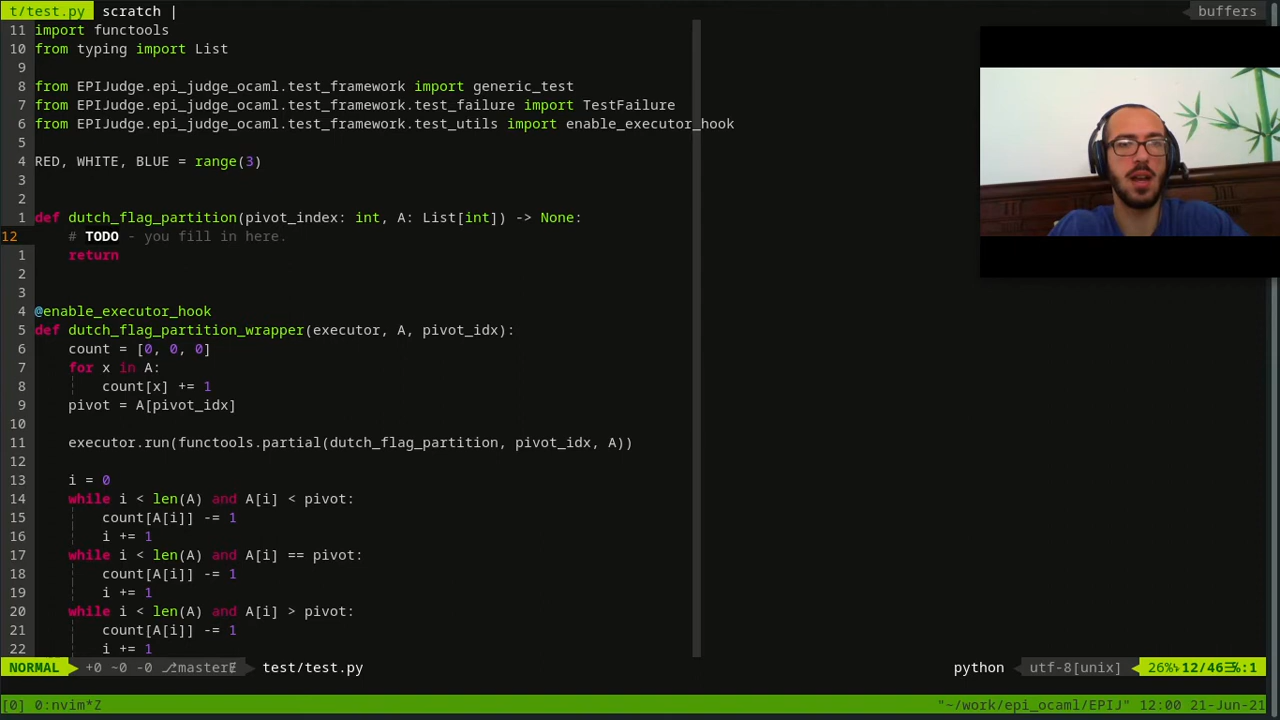 t/test.py scratch | buffers
11 import functools
10 from typing import List
9
8 from EPIJudge.epi_judge_ocaml.test_framework import generic_test
7 from EPIJudge.epi_judge_ocaml.test_framework.test_failure import TestFailure
6 from EPIJudge.epi_judge_ocaml.test_framework.test_utils import enable_executor_hook
5
4 RED, WHITE, BLUE = range(3)
3
2
1 def dutch_flag_partition(pivot_index: int, A: List[int]) -> None:
12 # TODO - you fill in here.
1 return
2
3
4 @enable_executor_hook
5 def dutch_flag_partition_wrapper(executor, A, pivot_idx):
6 count = [0, 0, 0]
7 for x in A:
8 count[x] += 1
9 pivot = A[pivot_idx]
10
11 executor.run(functools.partial(dutch_flag_partition, pivot_idx, A))
12
13 i = 0
14 while i < len(A) and A[i] < pivot:
15 count[A[i]] -= 1
16 i += 1
17 while i < len(A) and A[i] == pivot:
18 count[A[i]] -= 1
19 i += 1
20 while i < len(A) and A[i] > pivot:
21 count[A[i]] -= 1
22 i += 1
NORMAL +0 ~0 -0 master test/test.py python utf-8[unix] 26% 12/46 :1
[0] 0:nvim*Z "~/work/epi_ocaml/EPIJ" 12:00 21-Jun-21